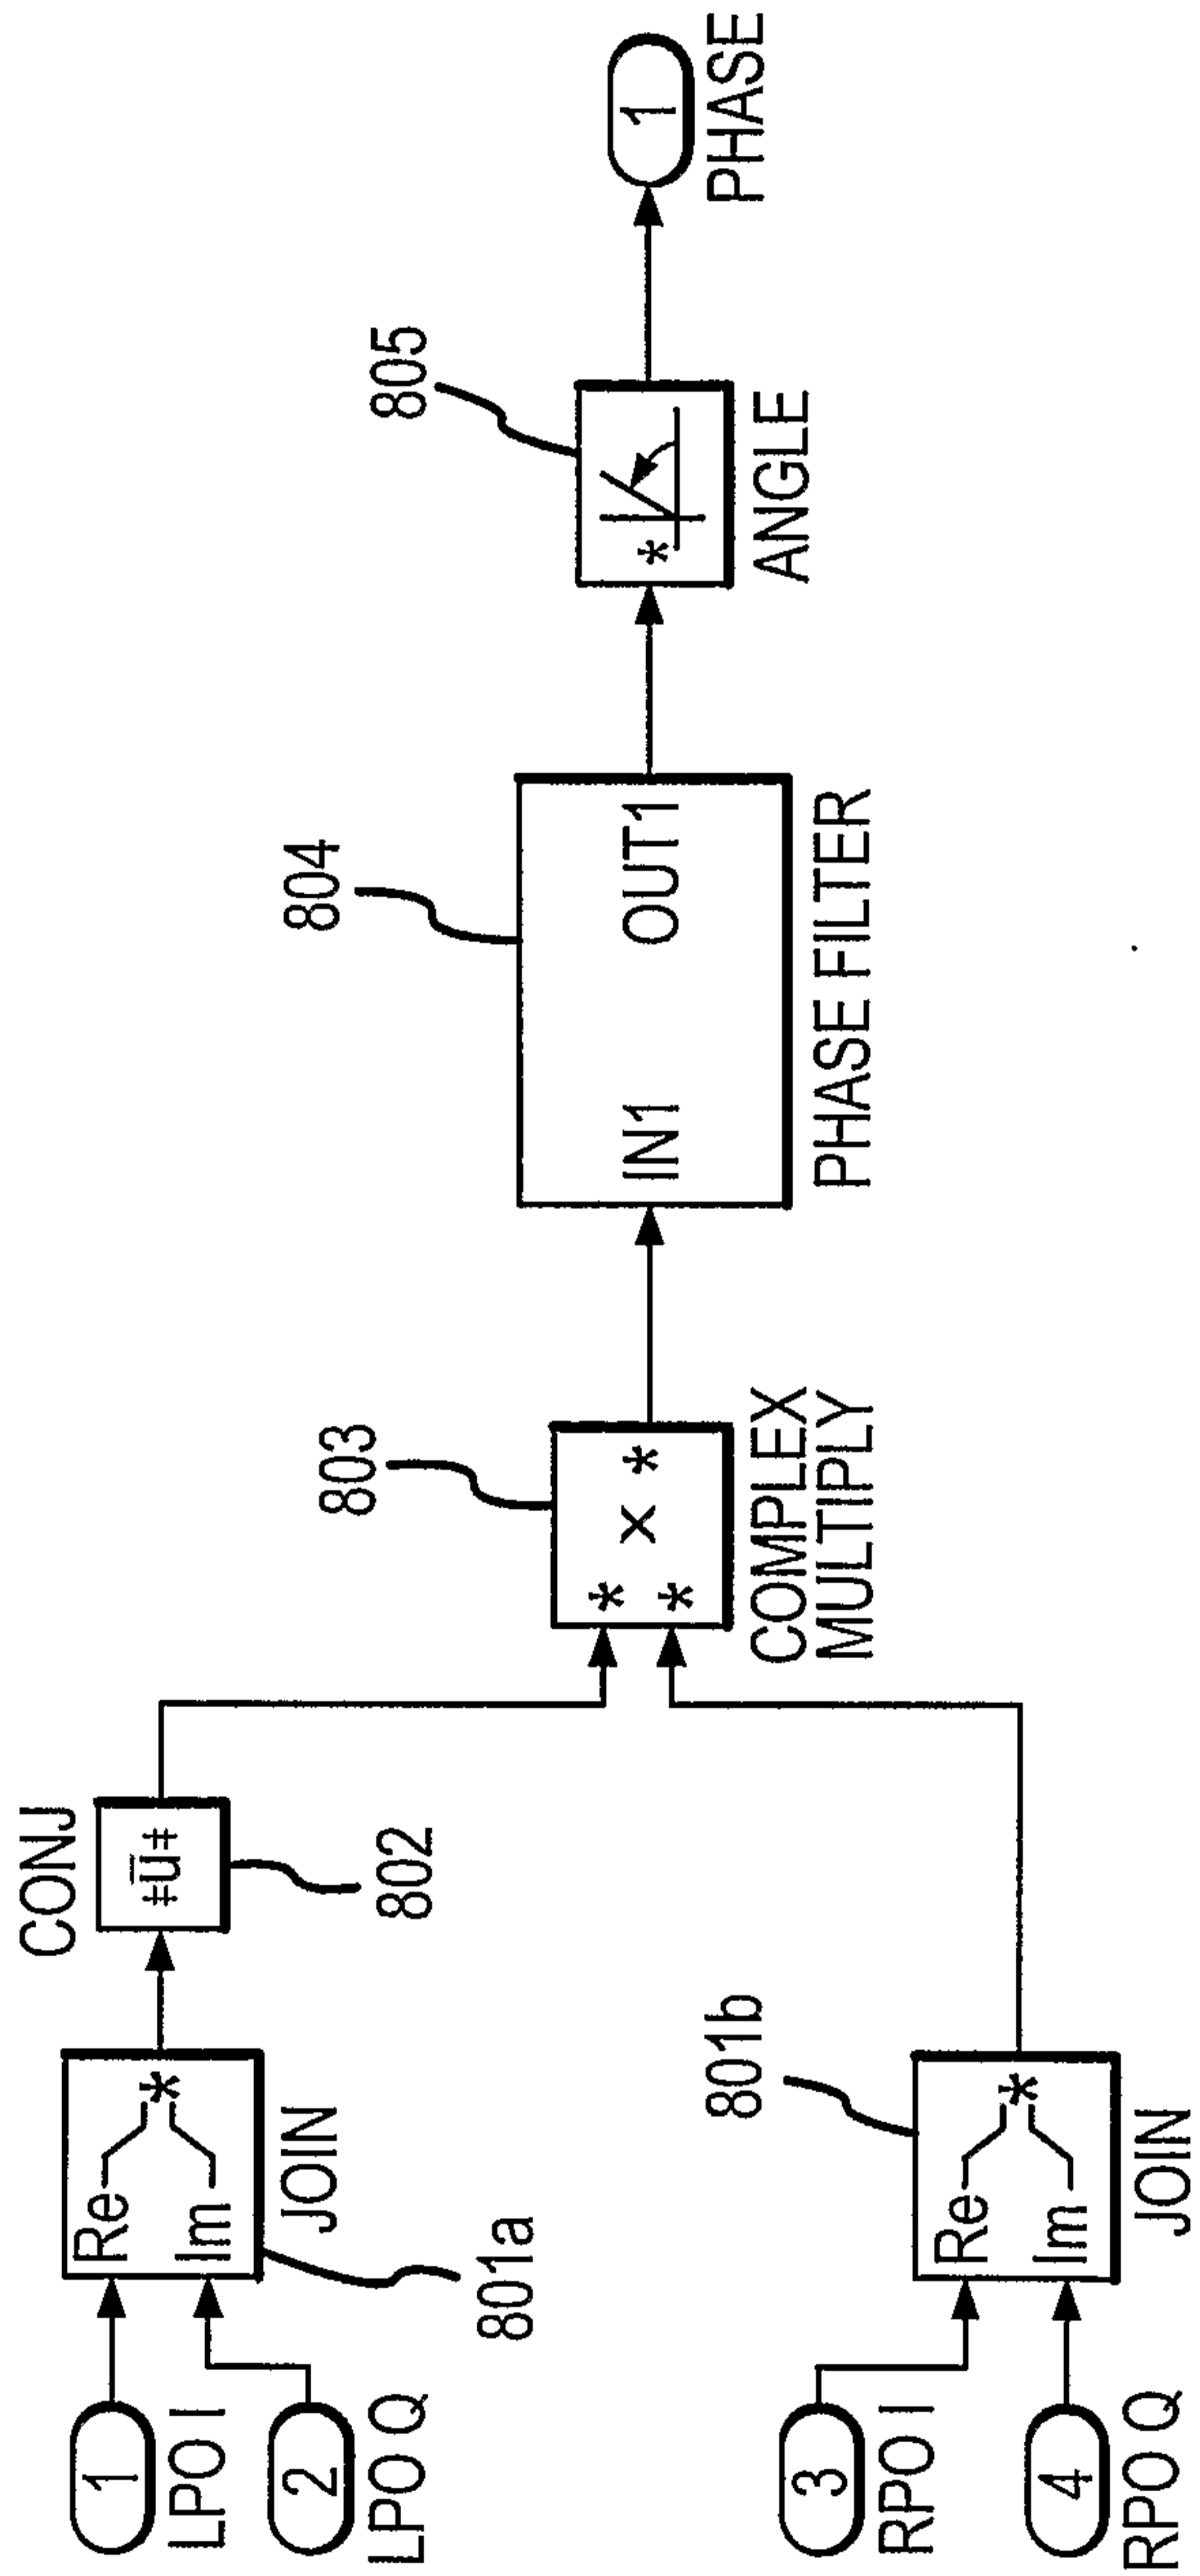 1
LPO I
2
LPO Q
Re
Im
*
JOIN
801a
CONJ
‡ū‡
802
3
RPO I
4
RPO Q
Re
Im
*
JOIN
801b
* x *
*
COMPLEX
MULTIPLY
803
IN1 OUT1
PHASE FILTER
804
*
ANGLE
805
1
PHASE